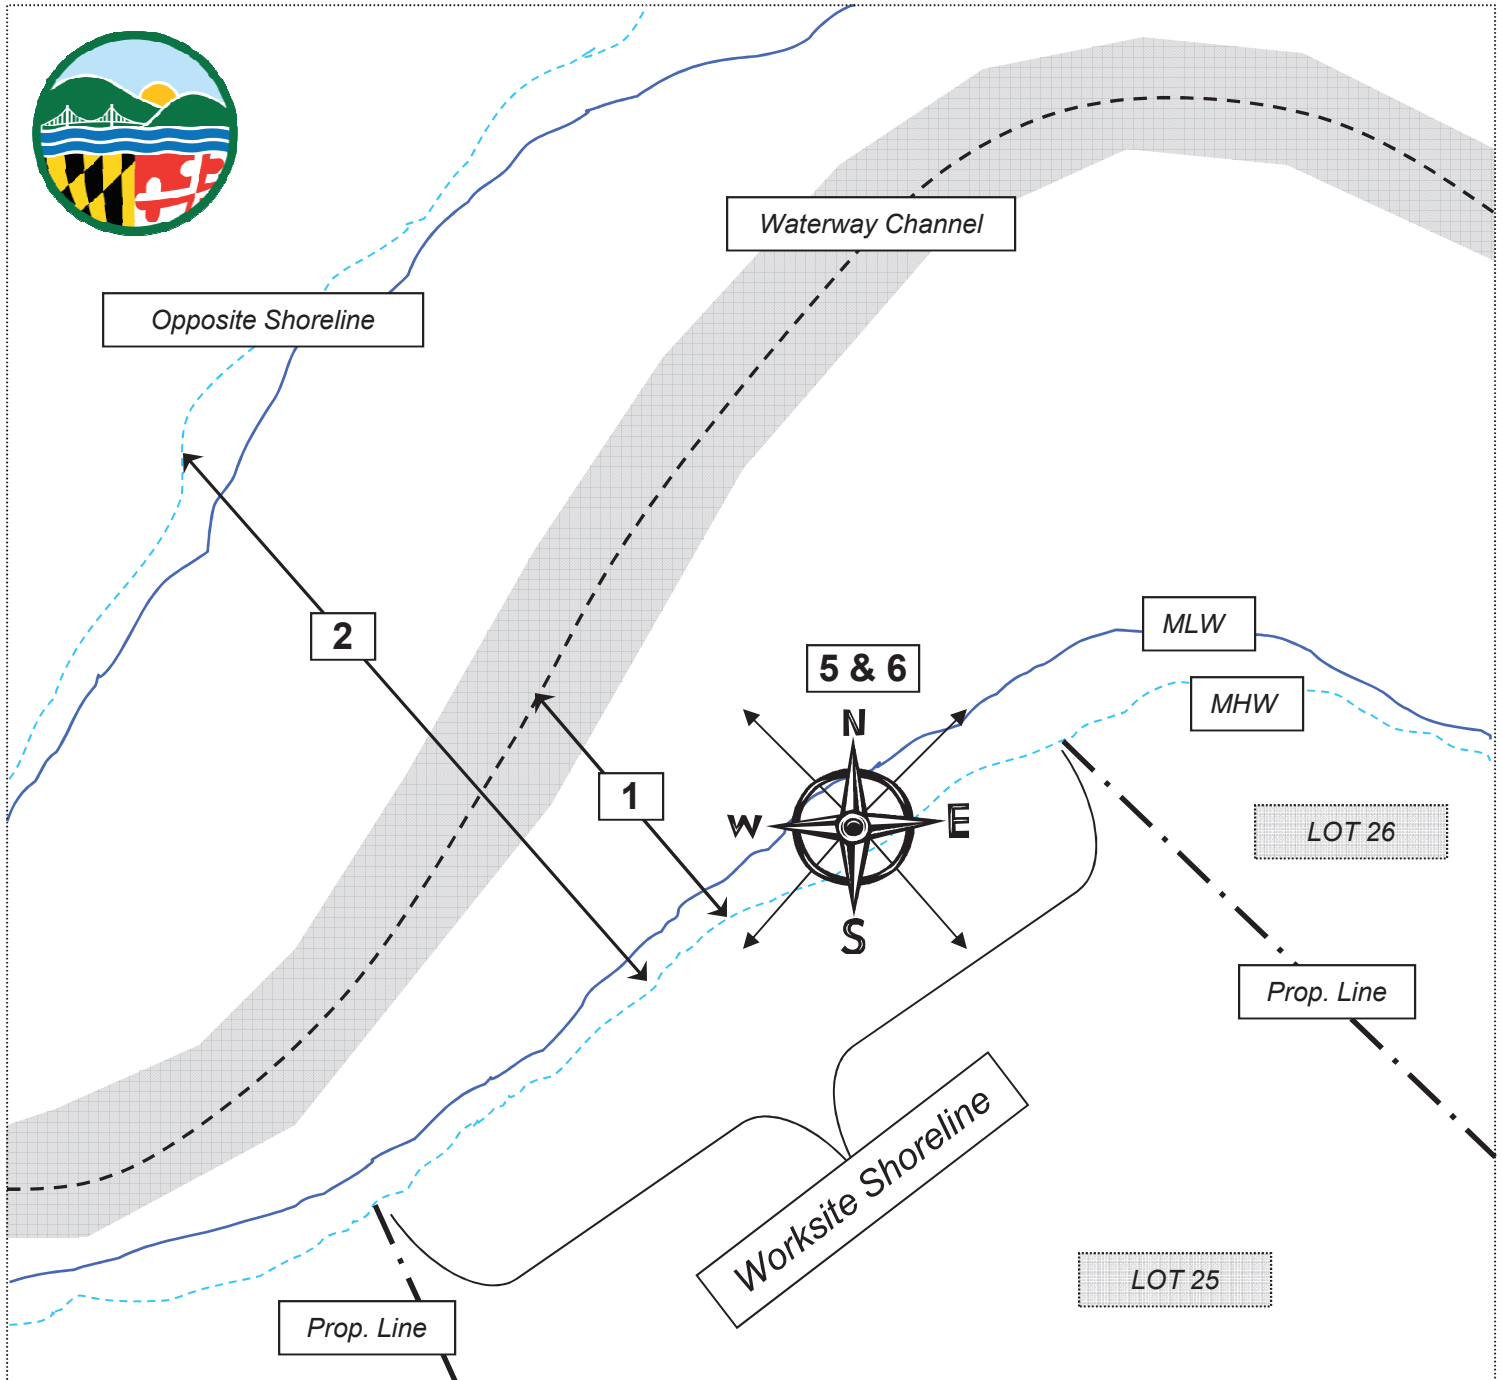 Waterway Channel
Opposite Shoreline
MLW
2
5 & 6
MHW
N
1
W
E
LOT 26
S
Prop. Line
Worksite Shoreline
LOT 25
Prop. Line